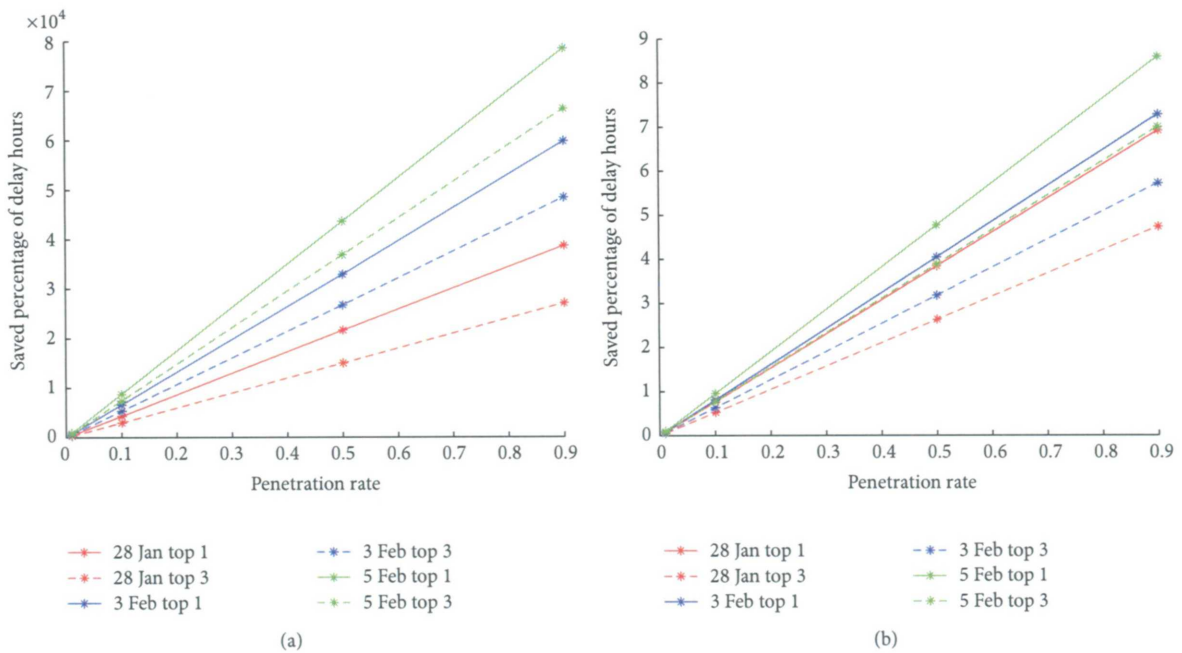 ×10⁴
8
7
6
5
4
3
2
1
0
Saved percentage of delay hours
0 0.1 0.2 0.3 0.4 0.5 0.6 0.7 0.8 0.9
Penetration rate
28 Jan top 1
28 Jan top 3
3 Feb top 1
3 Feb top 3
5 Feb top 1
5 Feb top 3
(a)
9
8
7
6
5
4
3
2
1
0
Saved percentage of delay hours
0 0.1 0.2 0.3 0.4 0.5 0.6 0.7 0.8 0.9
Penetration rate
28 Jan top 1
28 Jan top 3
3 Feb top 1
3 Feb top 3
5 Feb top 1
5 Feb top 3
(b)